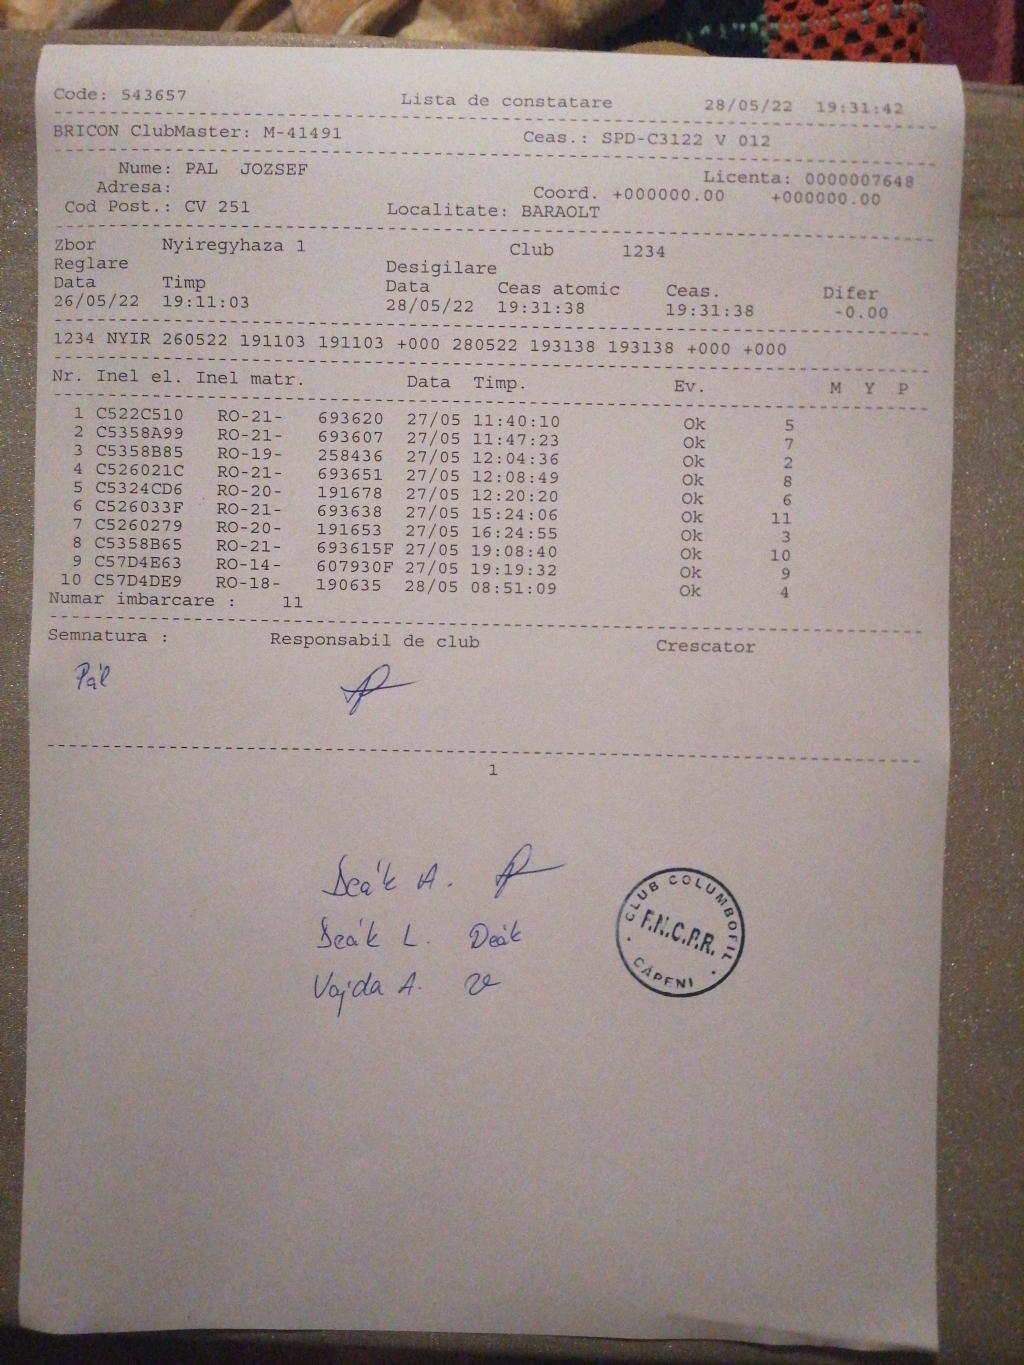 Code: 543657 Lista de constatare 28/05/22 19:31:42
BRICON ClubMaster: M-41491 Ceas.: SPD-C3122 V 012
Nume: PAL JOZSEF Licenta: 0000007648
Adresa: Coord. +000000.00 +000000.00
Cod Post.: CV 251 Localitate: BARAOLT
Zbor Nyiregyhaza 1 Club 1234
Reglare Desigilare
Data Timp Data Ceas atomic Ceas. Difer
26/05/22 19:11:03 28/05/22 19:31:38 19:31:38 -0.00
1234 NYIR 260522 191103 191103 +000 280522 193138 193138 +000 +000
Nr. Inel el. Inel matr. Data Timp. Ev. M Y P
1 C522C510 RO-21- 693620 27/05 11:40:10 Ok 5
2 C5358A99 RO-21- 693607 27/05 11:47:23 Ok 7
3 C5358B85 RO-19- 258436 27/05 12:04:36 Ok 2
4 C526021C RO-21- 693651 27/05 12:08:49 Ok 8
5 C5324CD6 RO-20- 191678 27/05 12:20:20 Ok 6
6 C526033F RO-21- 693638 27/05 15:24:06 Ok 11
7 C5260279 RO-20- 191653 27/05 16:24:55 Ok 3
8 C5358B65 RO-21- 693615F 27/05 19:08:40 Ok 10
9 C57D4E63 RO-14- 607930F 27/05 19:19:32 Ok 9
10 C57D4DE9 RO-18- 190635 28/05 08:51:09 Ok 4
Numar imbarcare : 11
Semnatura : Responsabil de club Crescator
Pál
1
Deák A.
Deák L. Deák
Vajda A.
CLUB COLUMBOFIL
F.N.C.P.R.
CĂPENI